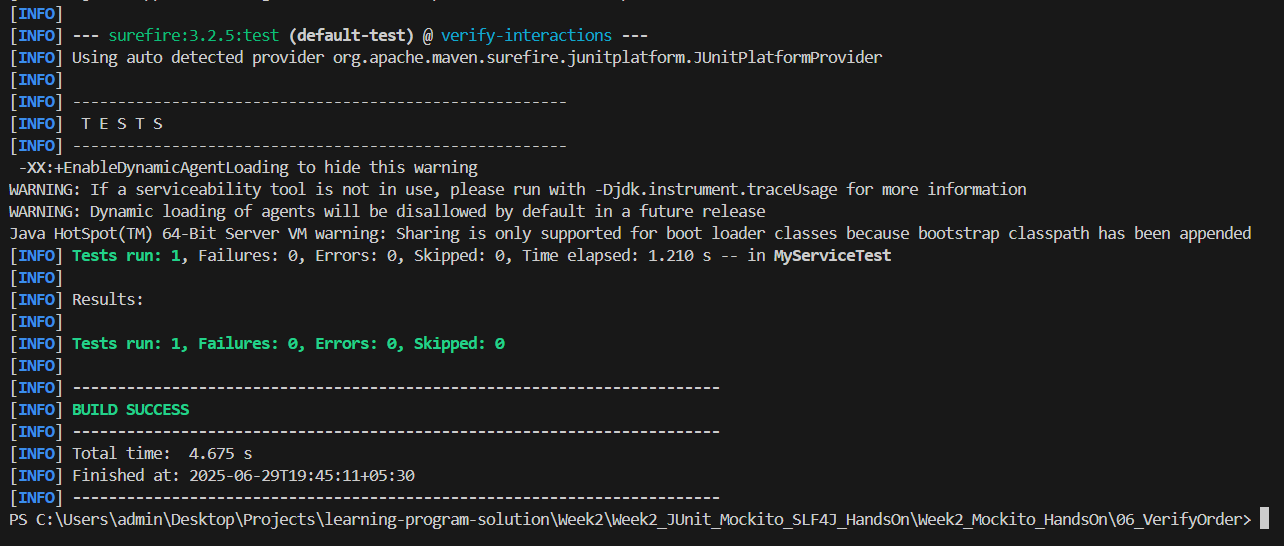 [INFO]
[INFO] --- surefire:3.2.5:test (default-test) @ verify-interactions ---
[INFO] Using auto detected provider org.apache.maven.surefire.junitplatform.JUnitPlatformProvider
[INFO]
[INFO] -------------------------------------------------------
[INFO]  T E S T S
[INFO] -------------------------------------------------------
 -XX:+EnableDynamicAgentLoading to hide this warning
WARNING: If a serviceability tool is not in use, please run with -Djdk.instrument.traceUsage for more information
WARNING: Dynamic loading of agents will be disallowed by default in a future release
Java HotSpot(TM) 64-Bit Server VM warning: Sharing is only supported for boot loader classes because bootstrap classpath has been appended
[INFO] Tests run: 1, Failures: 0, Errors: 0, Skipped: 0, Time elapsed: 1.210 s -- in MyServiceTest
[INFO]
[INFO] Results:
[INFO]
[INFO] Tests run: 1, Failures: 0, Errors: 0, Skipped: 0
[INFO]
[INFO] ------------------------------------------------------------------------
[INFO] BUILD SUCCESS
[INFO] ------------------------------------------------------------------------
[INFO] Total time:  4.675 s
[INFO] Finished at: 2025-06-29T19:45:11+05:30
[INFO] ------------------------------------------------------------------------
PS C:\Users\admin\Desktop\Projects\learning-program-solution\Week2\Week2_JUnit_Mockito_SLF4J_HandsOn\Week2_Mockito_HandsOn\06_VerifyOrder>